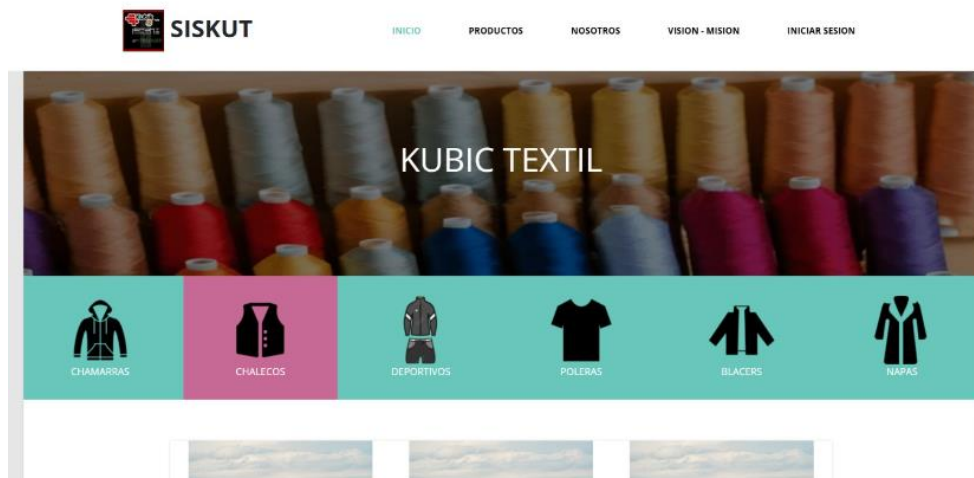 SISKUT
INICIO PRODUCTOS NOSOTROS VISION - MISION INICIAR SESION
KUBIC TEXTIL
CHAMARRAS CHALECOS DEPORTIVOS POLERAS BLACERS NAPAS